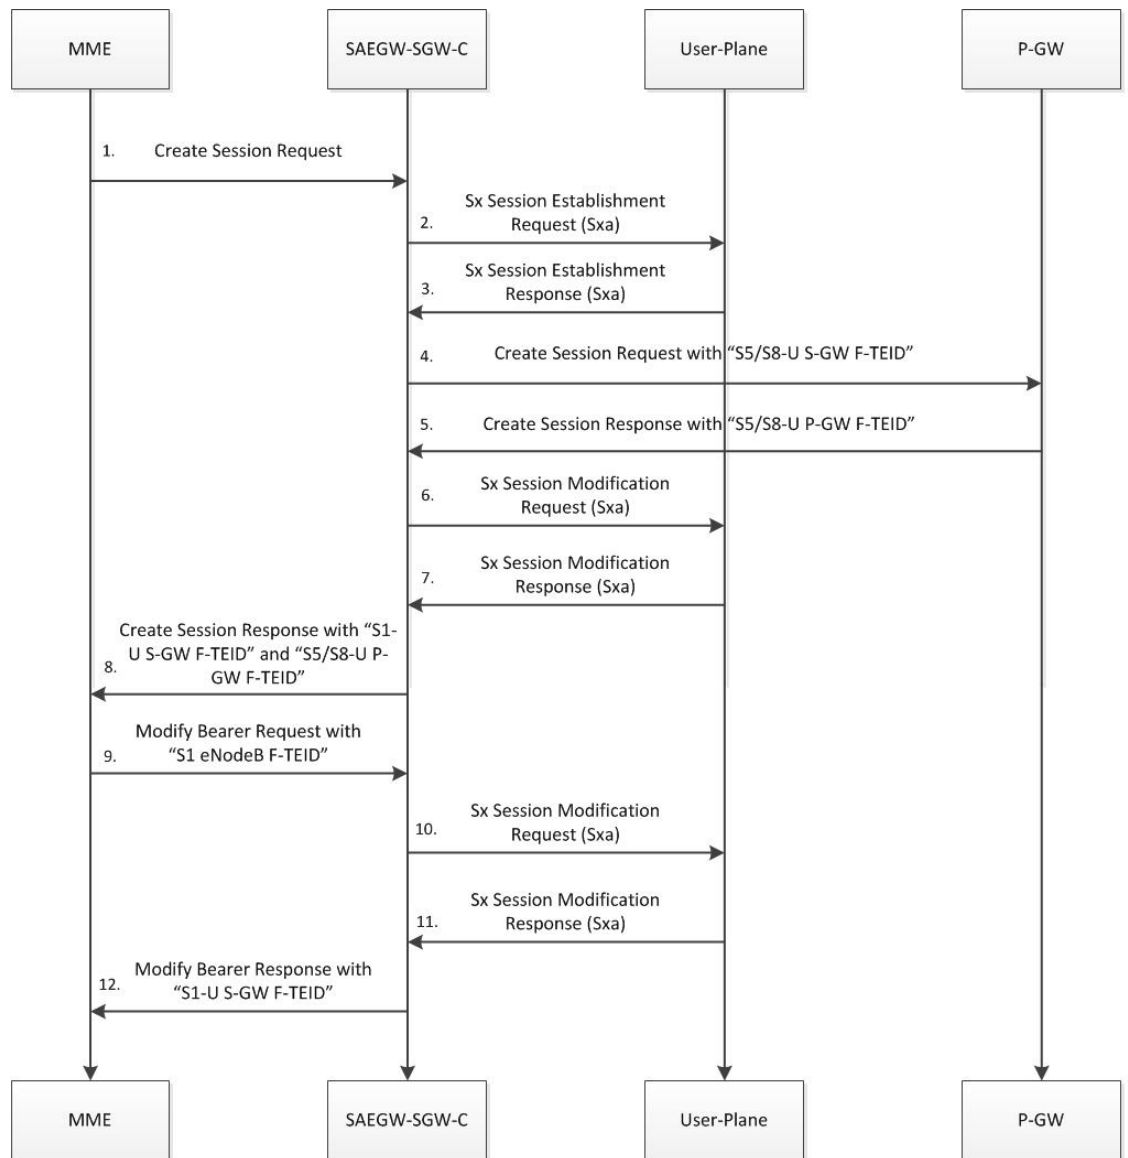 MME
SAEGW-SGW-C
User-Plane
P-GW
1.
Create Session Request
Sx Session Establishment
2.
Request (Sxa)
Sx Session Establishment
3.
Response (Sxa)
4.
Create Session Request with “S5/S8-U S-GW F-TEID”
5.
Create Session Response with “S5/S8-U P-GW F-TEID”
Sx Session Modification
6.
Request (Sxa)
Sx Session Modification
7.
Response (Sxa)
Create Session Response with “S1-
U S-GW F-TEID” and “S5/S8-U P-
8.
GW F-TEID”
Modify Bearer Request with
9.
“S1 eNodeB F-TEID”
Sx Session Modification
10.
Request (Sxa)
Sx Session Modification
11.
Response (Sxa)
Modify Bearer Response with
12.
“S1-U S-GW F-TEID”
MME
SAEGW-SGW-C
User-Plane
P-GW